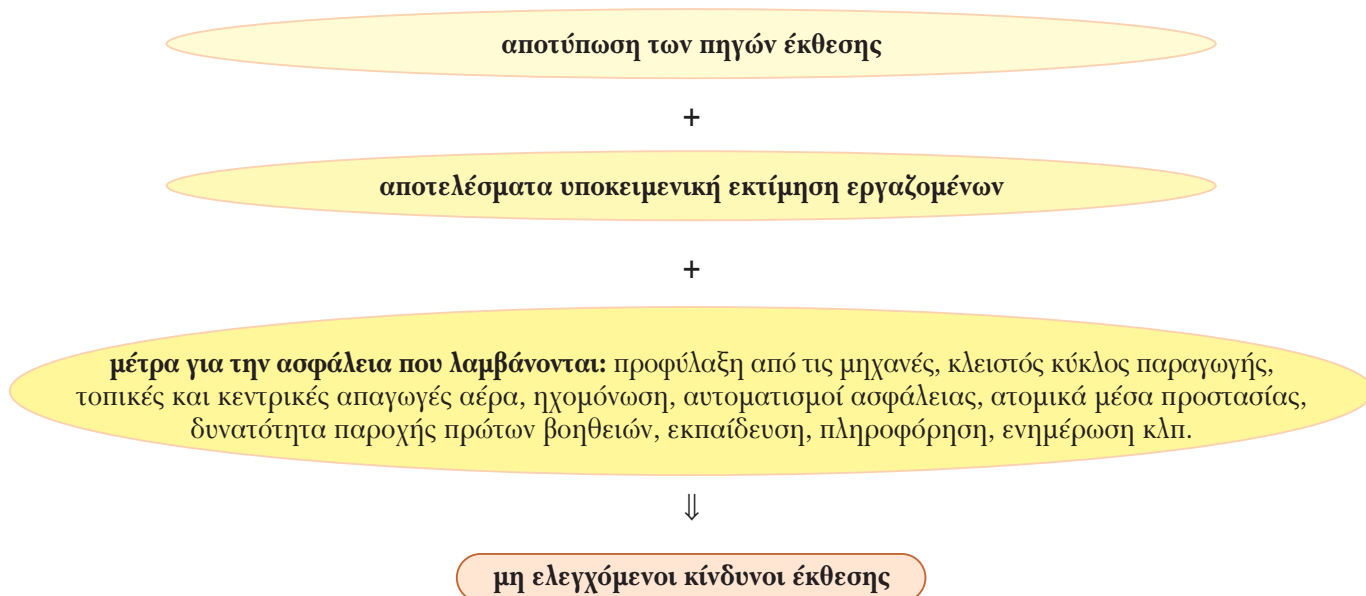 αποτύπωση των πηγών έκθεσης
+
αποτελέσματα υποκειμενική εκτίμηση εργαζομένων
+
μέτρα για την ασφάλεια που λαμβάνονται: προφύλαξη από τις μηχανές, κλειστός κύκλος παραγωγής,
τοπικές και κεντρικές απαγωγές αέρα, ηχομόνωση, αυτοματισμοί ασφάλειας, ατομικά μέσα προστασίας,
δυνατότητα παροχής πρώτων βοηθειών, εκπαίδευση, πληροφόρηση, ενημέρωση κλπ.
⇓
μη ελεγχόμενοι κίνδυνοι έκθεσης